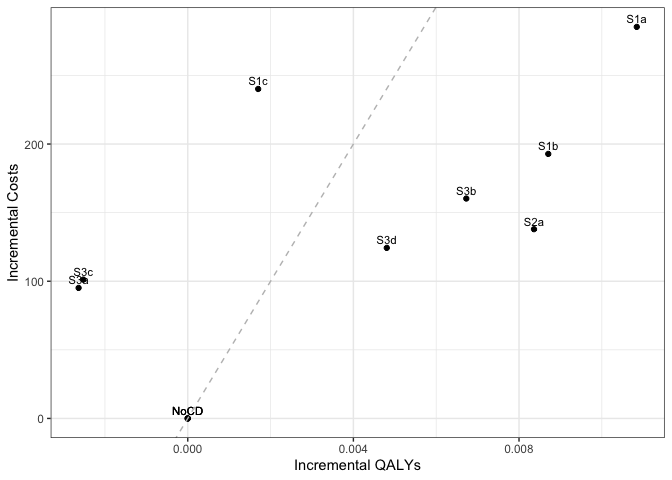 S1a
S1c
200
S1b
S3b
S2a
S3d
S3c
S3a
100
NoCD
0
0.000
0.004
0.008
Incremental QALYs
Incremental Costs